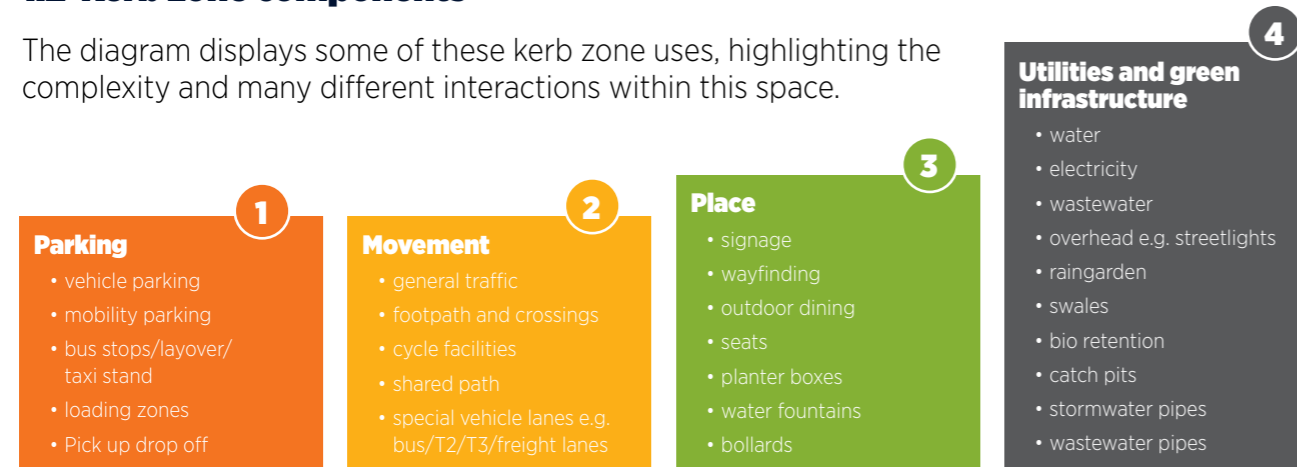 The diagram displays some of these kerb zone uses, highlighting the
complexity and many different interactions within this space.
1
Parking
• vehicle parking
• mobility parking
• bus stops/layover/
taxi stand
• loading zones
• Pick up drop off
2
Movement
• general traffic
• footpath and crossings
• cycle facilities
• shared path
• special vehicle lanes e.g.
bus/T2/T3/freight lanes
3
Place
• signage
• wayfinding
• outdoor dining
• seats
• planter boxes
• water fountains
• bollards
4
Utilities and green
infrastructure
• water
• electricity
• wastewater
• overhead e.g. streetlights
• raingarden
• swales
• bio retention
• catch pits
• stormwater pipes
• wastewater pipes